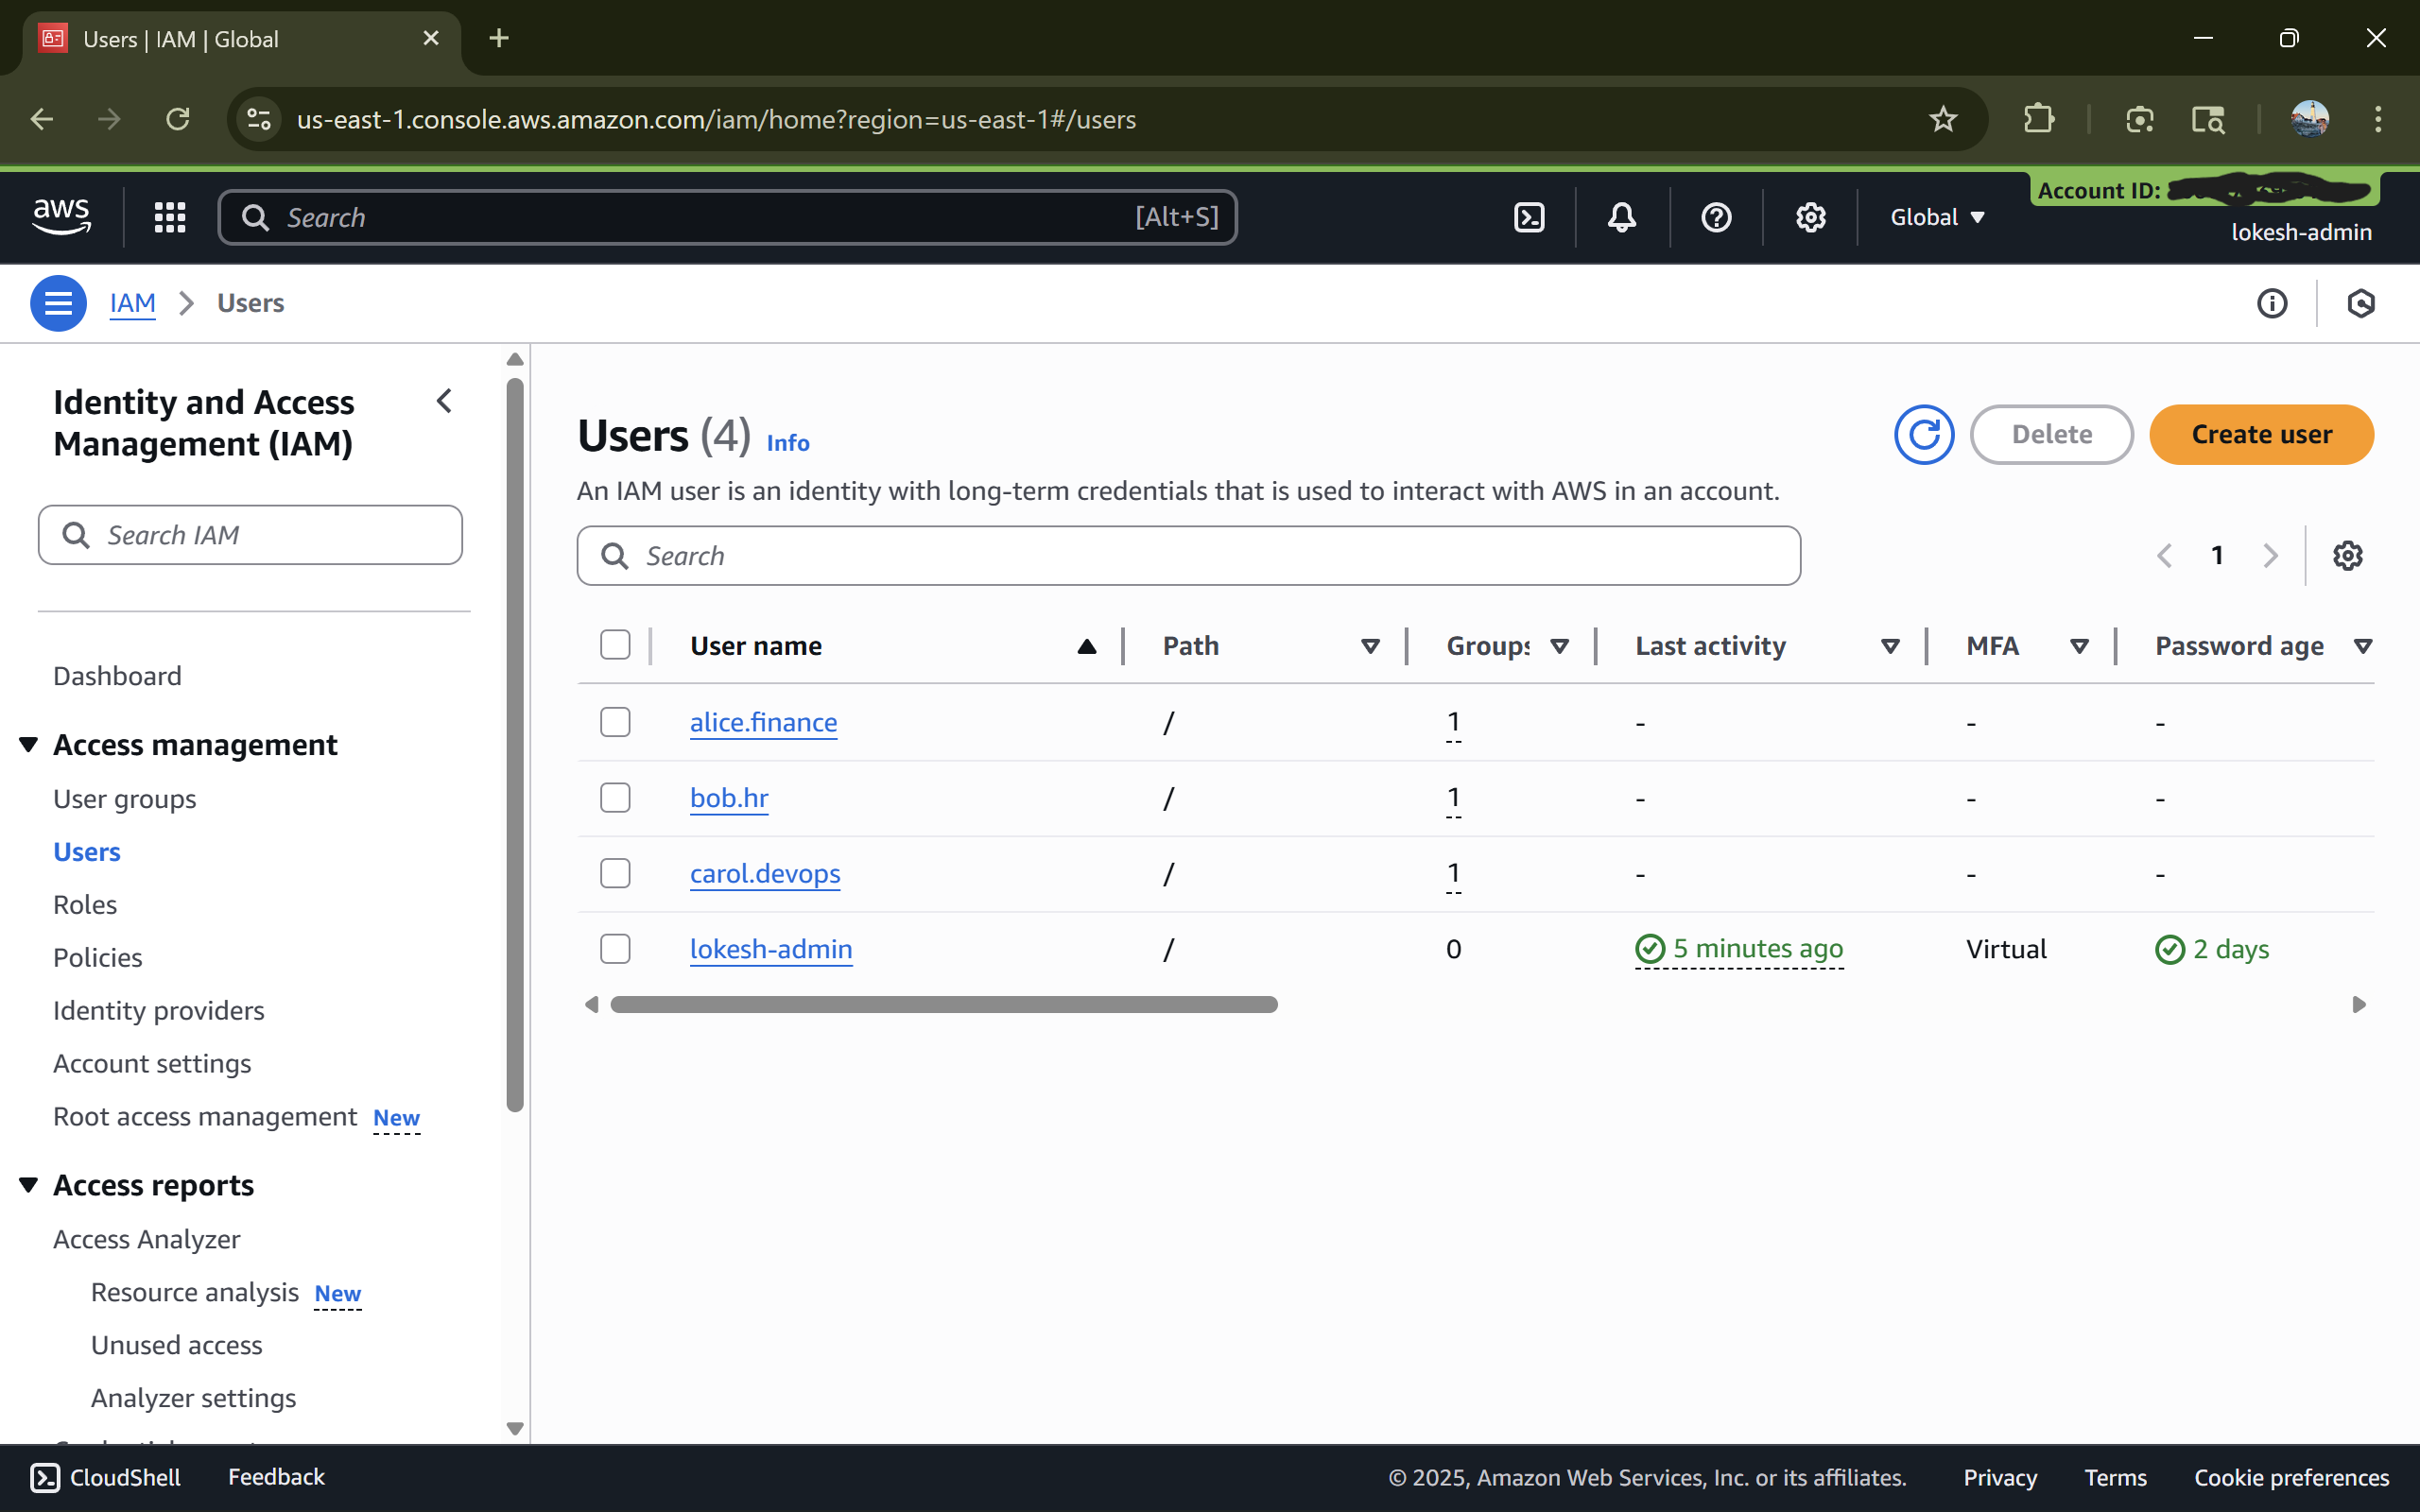 Users | IAM | Global
us-east-1.console.aws.amazon.com/iam/home?region=us-east-1#/users
aws
Search
[Alt+S]
Global
Account ID:
lokesh-admin
IAM
Users
Identity and Access
Management (IAM)
Search IAM
Dashboard
Access management
User groups
Users
Roles
Policies
Identity providers
Account settings
Root access management New
Access reports
Access Analyzer
Resource analysis New
Unused access
Analyzer settings
Users (4) Info
Delete
Create user
An IAM user is an identity with long-term credentials that is used to interact with AWS in an account.
Search
1
User name Path Groups Last activity MFA Password age
alice.finance / 1 - - -
bob.hr / 1 - - -
carol.devops / 1 - - -
lokesh-admin / 0 5 minutes ago Virtual 2 days
CloudShell Feedback © 2025, Amazon Web Services, Inc. or its affiliates. Privacy Terms Cookie preferences